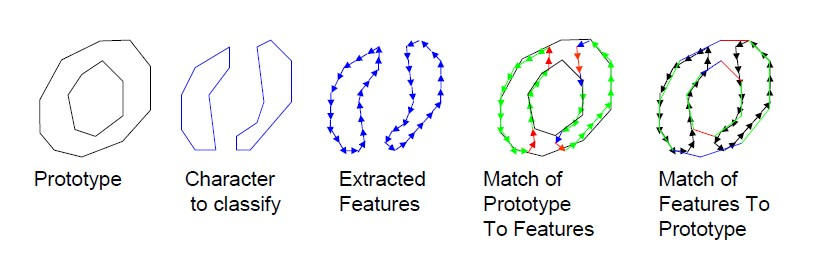 Prototype
Character
to classify
Extracted
Features
Match of
Prototype
To Features
Match of
Features To
Prototype